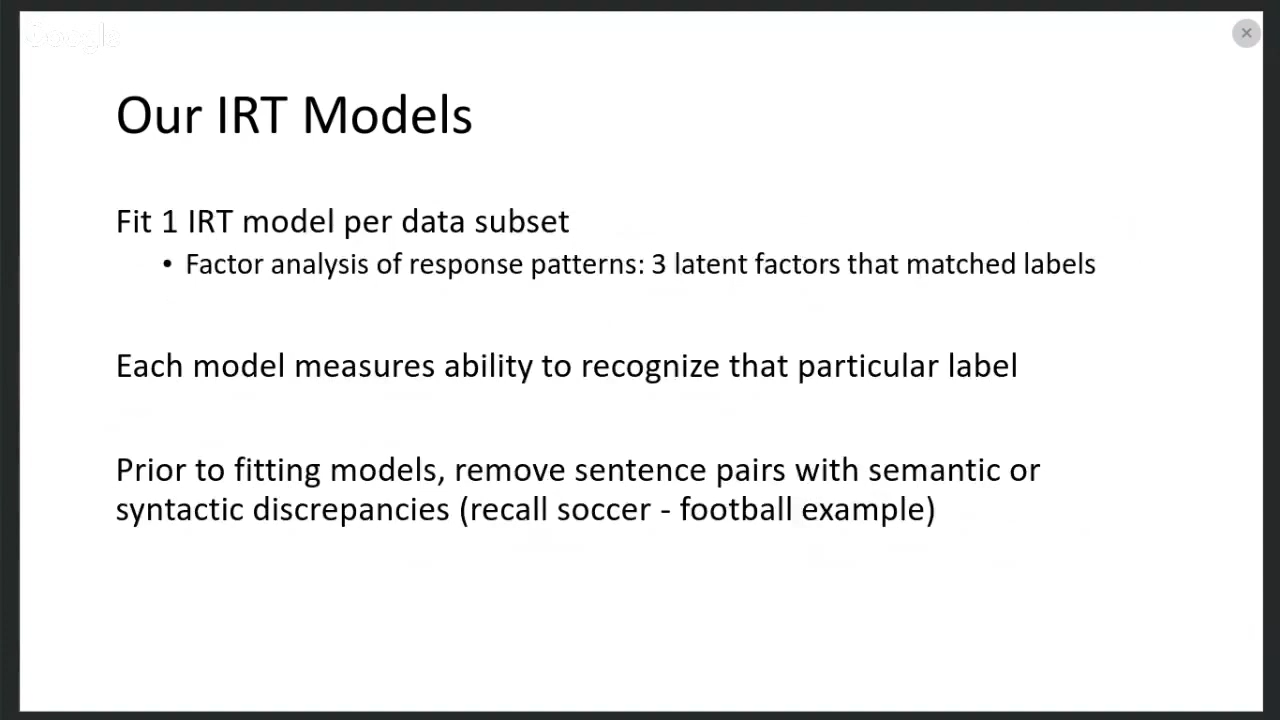 Google
Our IRT Models
Fit 1 IRT model per data subset
• Factor analysis of response patterns: 3 latent factors that matched labels
Each model measures ability to recognize that particular label
Prior to fitting models, remove sentence pairs with semantic or
syntactic discrepancies (recall soccer - football example)